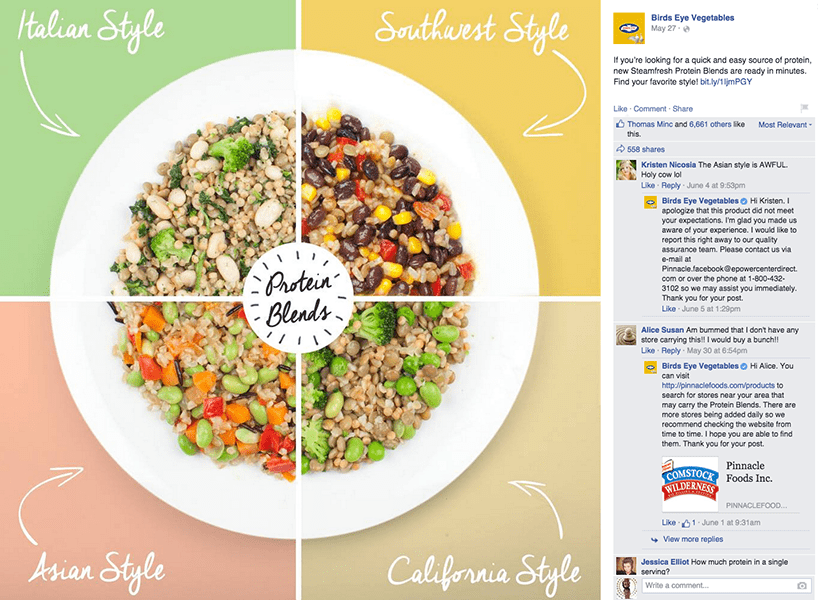 Italian Style
Southwest Style
Protein
Blends
Asian Style
California Style
Birds Eye Vegetables
May 27 ·
If you're looking for a quick and easy source of protein,
new Steamfresh Protein Blends are ready in minutes.
Find your favorite style! bit.ly/1ljmPGY
Like · Comment · Share
Thomas Minc and 6,661 others like
this.
Most Relevant
558 shares
Kristen Nicosia The Asian style is AWFUL.
Holy cow lol
Like · Reply · June 4 at 9:53pm
Birds Eye Vegetables Hi Kristen. I
apologize that this product did not meet
your expectations. I'm glad you made us
aware of your experience. I would like to
report this right away to our quality
assurance team. Please contact us via
e-mail at
Pinnacle.facebook@epowercenterdirect.
com or over the phone at 1-800-432-
3102 so we may assist you immediately.
Thank you for your post.
Like · June 5 at 1:29pm
Alice Susan Am bummed that I don't have any
store carrying this!! I would buy a bunch!!
Like · Reply · May 30 at 6:54pm
Birds Eye Vegetables Hi Alice. You
can visit
http://pinnaclefoods.com/products to
search for stores near your area that
may carry the Protein Blends. There are
more stores being added daily so we
recommend checking the website from
time to time. I hope you are able to find
them. Thank you for your post.
COMSTOCK
WILDERNESS
Pinnacle
Foods Inc.
PINNACLEFOOD...
Like · 1 · June 1 at 9:31am
View more replies
Jessica Elliot How much protein in a single
serving?
Write a comment...